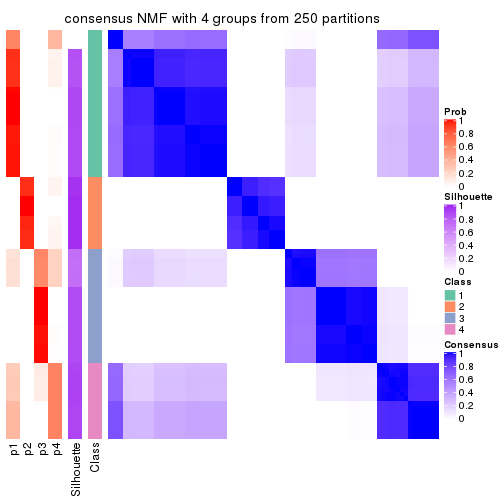 consensus NMF with 4 groups from 250 partitions
Prob
1
0.8
0.6
0.4
0.2
0
Silhouette
1
0.8
0.6
0.4
0.2
0
Class
1
2
3
4
Consensus
1
0.8
0.6
0.4
0.2
0
p1
p2
p3
p4
Silhouette
Class